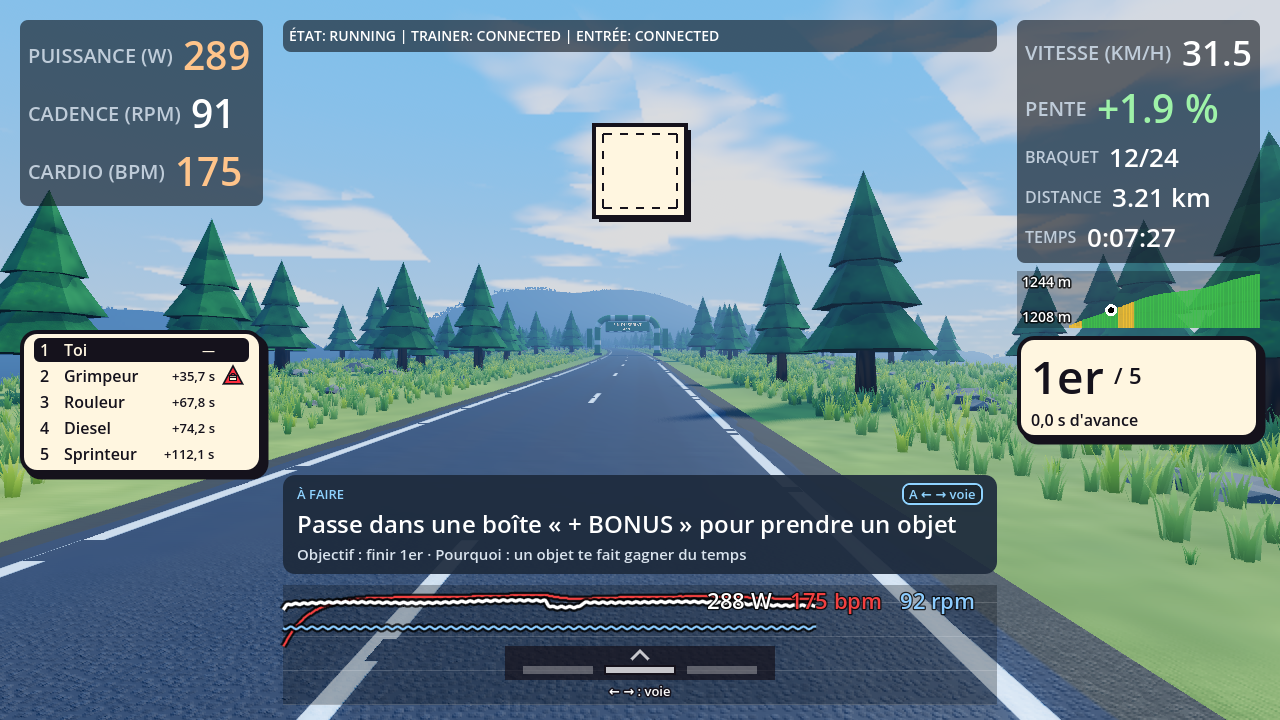 PUISSANCE (W) 289
CADENCE (RPM) 91
CARDIO (BPM) 175
ÉTAT: RUNNING | TRAINER: CONNECTED | ENTRÉE: CONNECTED
VITESSE (KM/H) 31.5
PENTE +1.9 %
BRAQUET 12/24
DISTANCE 3.21 km
TEMPS 0:07:27
1244 m
1208 m
1 Toi —
2 Grimpeur +35,7 s
3 Rouleur +67,8 s
4 Diesel +74,2 s
5 Sprinteur +112,1 s
1er / 5
0,0 s d'avance
À FAIRE
A ← → voie
Passe dans une boîte « + BONUS » pour prendre un objet
Objectif : finir 1er · Pourquoi : un objet te fait gagner du temps
288 W 175 bpm 92 rpm
← → : voie